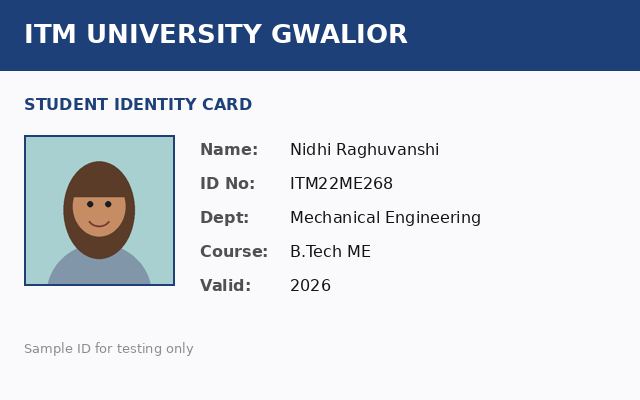 ITM UNIVERSITY GWALIOR
STUDENT IDENTITY CARD
Name: Nidhi Raghuvanshi
ID No: ITM22ME268
Dept: Mechanical Engineering
Course: B.Tech ME
Valid: 2026
Sample ID for testing only